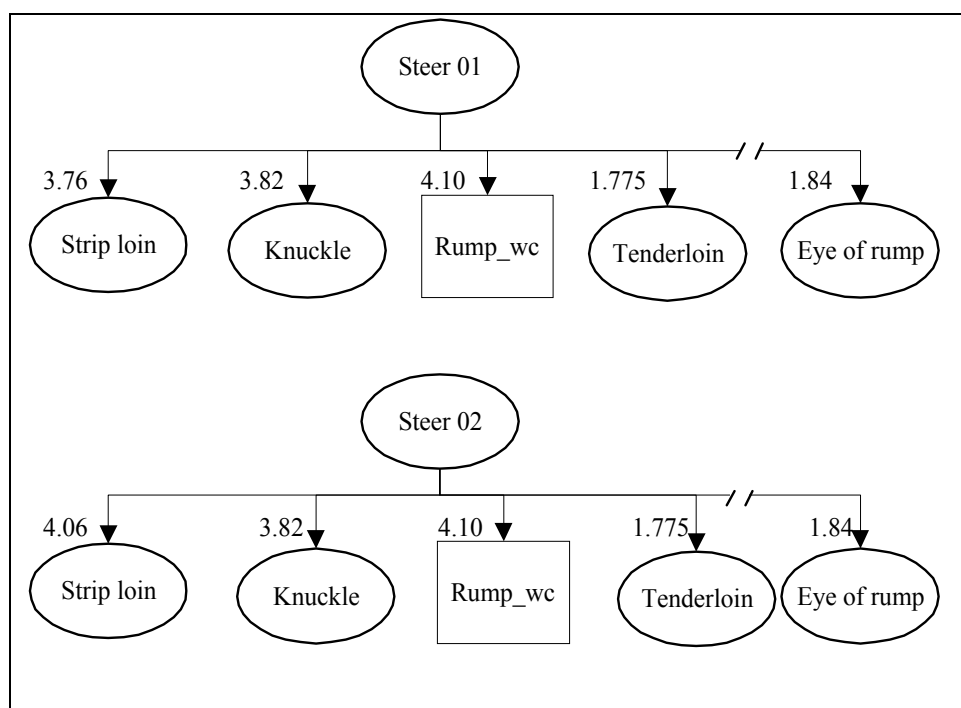 Steer 01
3.76 3.82 4.10 1.775 1.84
Strip loin Knuckle Rump_wc Tenderloin Eye of rump
Steer 02
4.06 3.82 4.10 1.775 1.84
Strip loin Knuckle Rump_wc Tenderloin Eye of rump